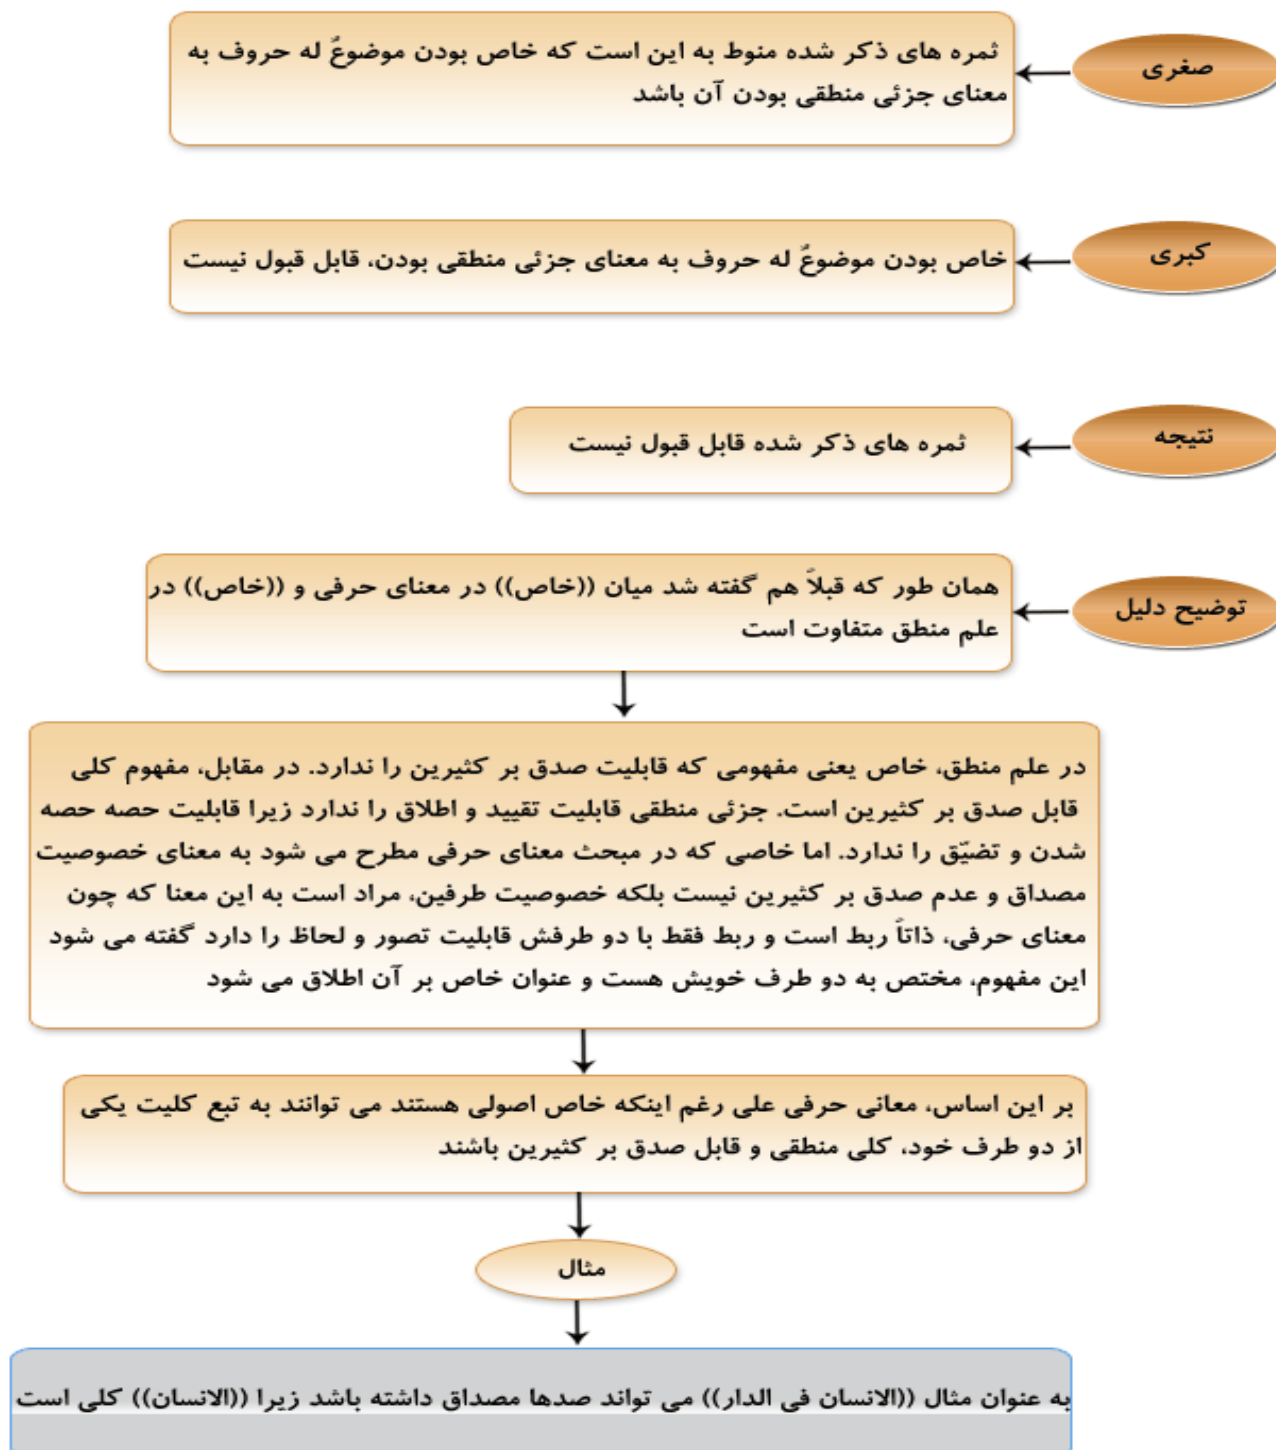 صغری
ثمره های ذکر شده منوط به این است که خاص بودن موضوعٌ له حروف به
معنای جزئی منطقی بودن آن باشد
کبری
خاص بودن موضوعٌ له حروف به معنای جزئی منطقی بودن، قابل قبول نیست
نتیجه
ثمره های ذکر شده قابل قبول نیست
توضیح دلیل
همان طور که قبلاً هم گفته شد میان ((خاص)) در معنای حرفی و ((خاص)) در
علم منطق متفاوت است
در علم منطق، خاص یعنی مفهومی که قابلیت صدق بر کثیرین را ندارد. در مقابل، مفهوم کلی
قابل صدق بر کثیرین است. جزئی منطقی قابلیت تقیید و اطلاق را ندارد زیرا قابلیت حصه حصه
شدن و تضیّق را ندارد. اما خاصی که در مبحث معنای حرفی مطرح می شود به معنای خصوصیت
مصداق و عدم صدق بر کثیرین نیست بلکه خصوصیت طرفین، مراد است به این معنا که چون
معنای حرفی، ذاتاً ربط است و ربط فقط با دو طرفش قابلیت تصور و لحاظ را دارد گفته می شود
این مفهوم، مختص به دو طرف خویش هست و عنوان خاص بر آن اطلاق می شود
بر این اساس، معانی حرفی علی رغم اینکه خاص اصولی هستند می توانند به تبع کلیت یکی
از دو طرف خود، کلی منطقی و قابل صدق بر کثیرین باشند
مثال
به عنوان مثال ((الانسان فی الدار)) می تواند صدها مصداق داشته باشد زیرا ((الانسان)) کلی است